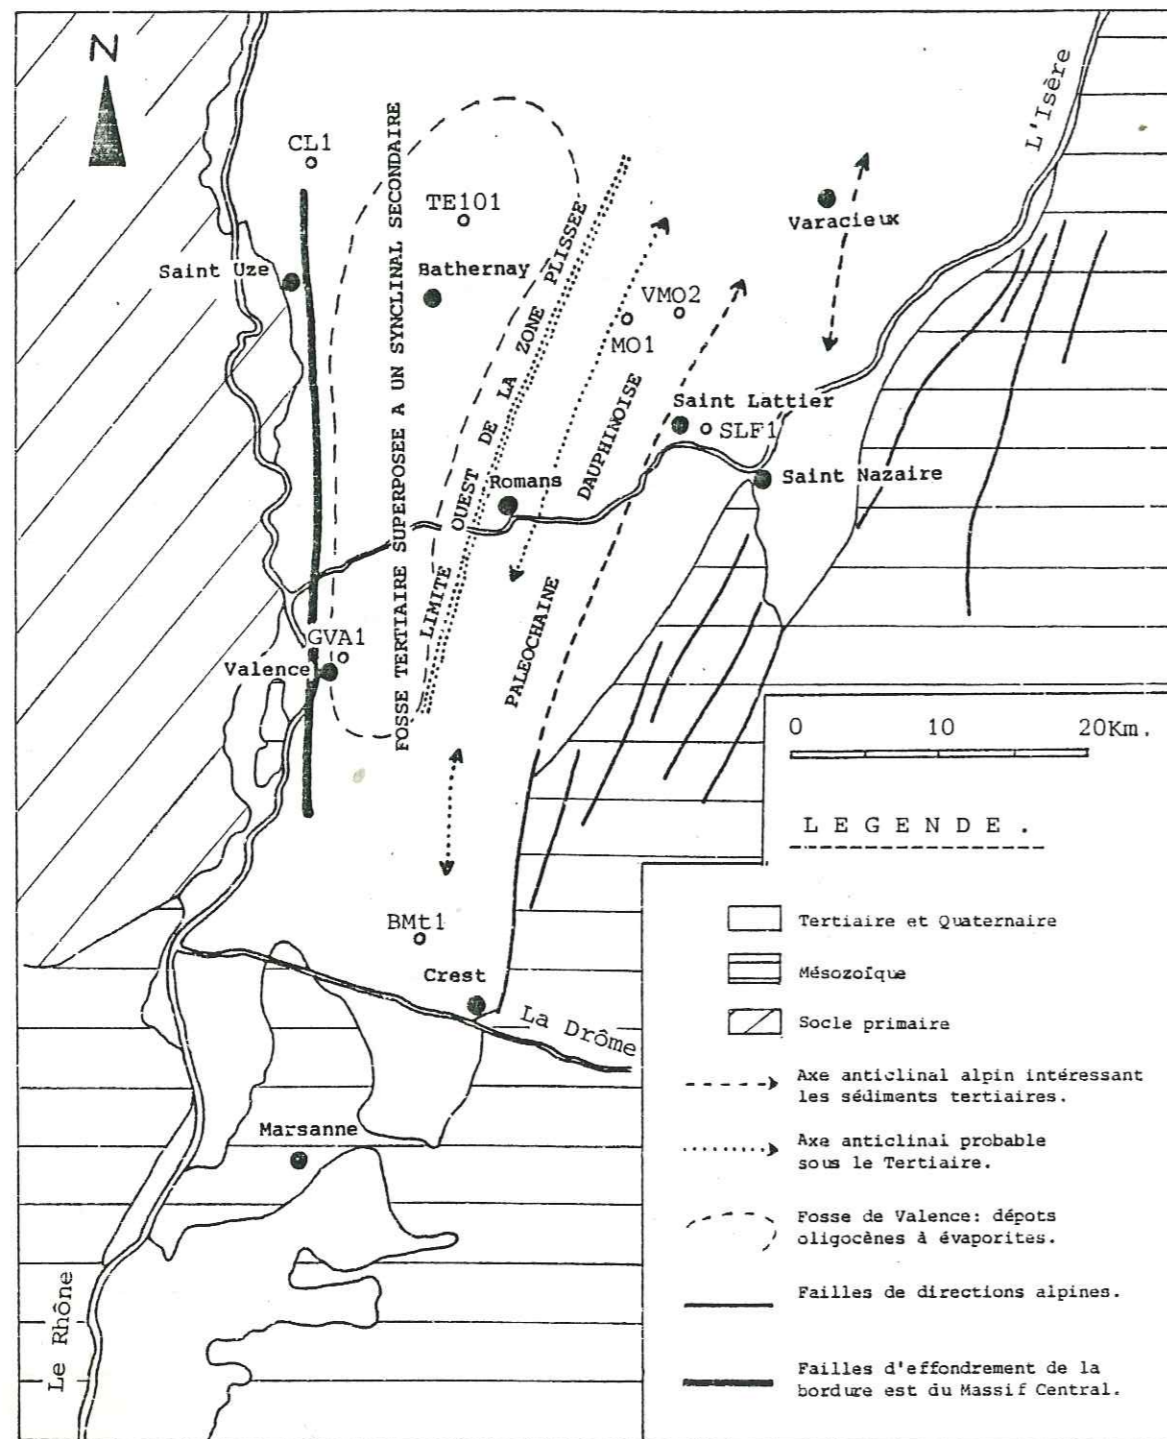 N
L'Isère
CL1
TE101
Varacieux
Saint Uze
Bathernay
VMO2
MO1
FOSSE TERTIAIRE SUPERPOSEE A UN SYNCLINAL SECONDAIRE
LIMITE OUEST DE LA ZONE PLISSEE
PALEOCHAINE DAUPHINOISE
Saint Lattier
SLF1
Romans
Saint Nazaire
GVA1
Valence
BMt1
Crest
La Drôme
Marsanne
Le Rhône
0 10 20Km.
LEGENDE.
Tertiaire et Quaternaire
Mésozoïque
Socle primaire
Axe anticlinal alpin intéressant
les sédiments tertiaires.
Axe anticlinal probable
sous le Tertiaire.
Fosse de Valence: dépots
oligocènes à évaporites.
Failles de directions alpines.
Failles d'effondrement de la
bordure est du Massif Central.